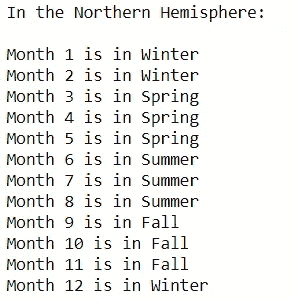 In the Northern Hemisphere:
Month 1 is in Winter
Month 2 is in Winter
Month 3 is in Spring
Month 4 is in Spring
Month 5 is in Spring
Month 6 is in Summer
Month 7 is in Summer
Month 8 is in Summer
Month 9 is in Fall
Month 10 is in Fall
Month 11 is in Fall
Month 12 is in Winter